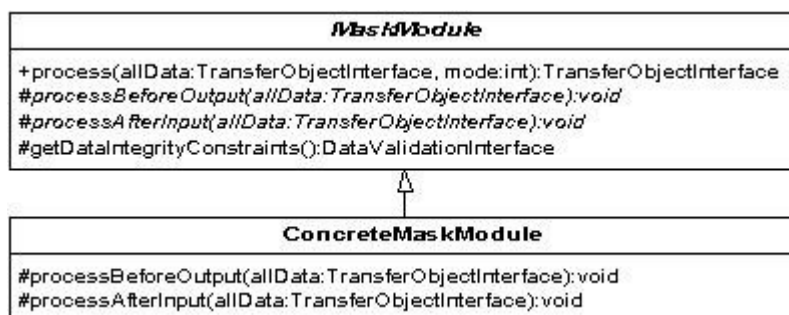 MaskModule
+process(allData:TransferObjectInterface, mode:int):TransferObjectInterface
#processBeforeOutput(allData:TransferObjectInterface):void
#processAfterInput(allData:TransferObjectInterface):void
#getDataIntegrityConstraints():DataValidationInterface
ConcreteMaskModule
#processBeforeOutput(allData:TransferObjectInterface):void
#processAfterInput(allData:TransferObjectInterface):void